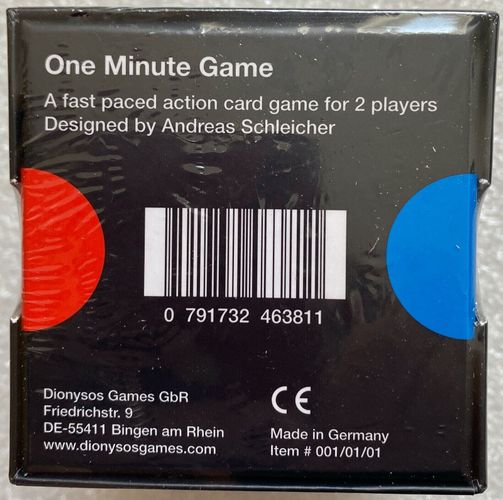 One Minute Game
A fast paced action card game for 2 players
Designed by Andreas Schleicher
0 791732 463811
Dionysos Games GbR
Friedrichstr. 9
DE-55411 Bingen am Rhein
www.dionysosgames.com
CE
Made in Germany
Item # 001/01/01